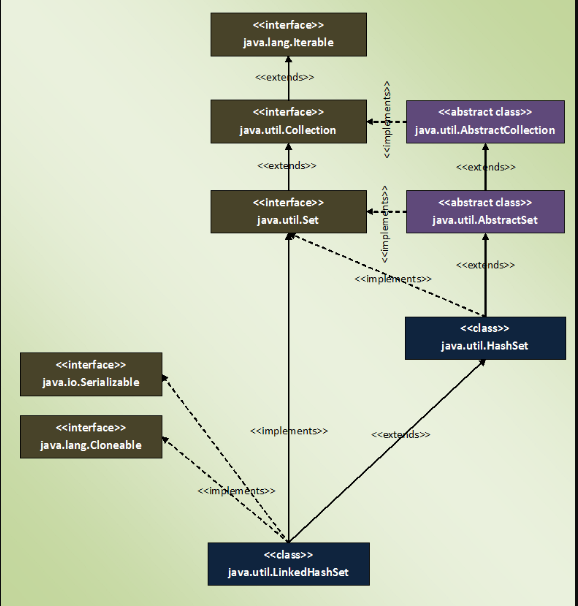 <<interface>>
java.lang.Iterable
<<extends>>
<<interface>>
java.util.Collection
<<implements>>
<<abstract class>>
java.util.AbstractCollection
<<extends>>
<<extends>>
<<interface>>
java.util.Set
<<implements>>
<<abstract class>>
java.util.AbstractSet
<<extends>>
<<implements>>
<<class>>
java.util.HashSet
<<interface>>
java.io.Serializable
<<interface>>
java.lang.Cloneable
<<implements>>
<<extends>>
<<implements>>
<<class>>
java.util.LinkedHashSet